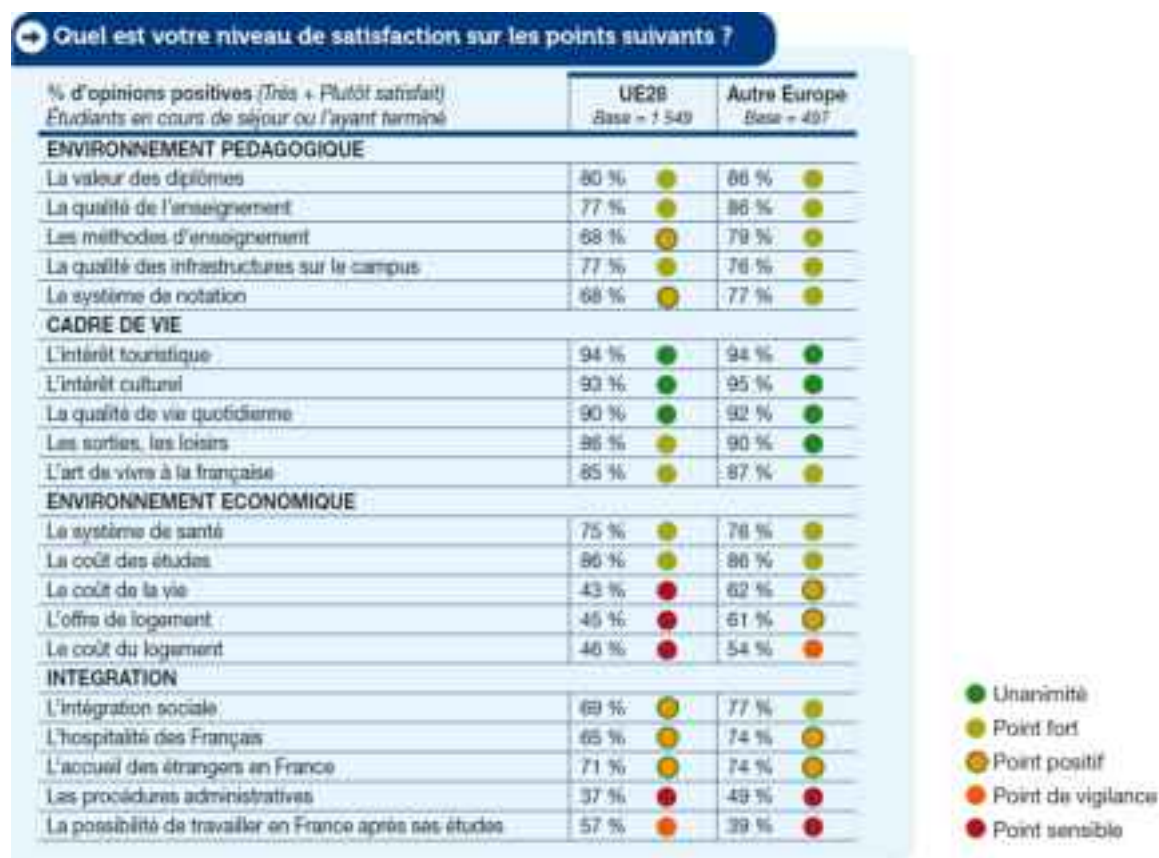 Quel est votre niveau de satisfaction sur les points suivants ?
% d'opinions positives (Très + Plutôt satisfait) UE28 Autre Europe
Etudiants en cours de séjour ou l'ayant terminé Base = 1 549 Base = 497
ENVIRONNEMENT PEDAGOGIQUE
La valeur des diplômes 80 % 86 %
La qualité de l'enseignement 77 % 86 %
Les méthodes d'enseignement 68 % 79 %
La qualité des infrastructures sur le campus 77 % 76 %
Le système de notation 68 % 77 %
CADRE DE VIE
L'intérêt touristique 94 % 94 %
L'intérêt culturel 93 % 95 %
La qualité de vie quotidienne 90 % 92 %
Les sorties, les loisirs 86 % 90 %
L'art de vivre à la française 85 % 87 %
ENVIRONNEMENT ECONOMIQUE
Le système de santé 75 % 76 %
Le coût des études 86 % 86 %
Le coût de la vie 43 % 62 %
L'offre de logement 45 % 61 %
Le coût du logement 46 % 54 %
INTEGRATION
L'intégration sociale 69 % 77 %
L'hospitalité des Français 65 % 74 %
L'accueil des étrangers en France 71 % 74 %
Les procédures administratives 37 % 49 %
La possibilité de travailler en France après ses études 57 % 39 %
Unanimité
Point fort
Point positif
Point de vigilance
Point sensible